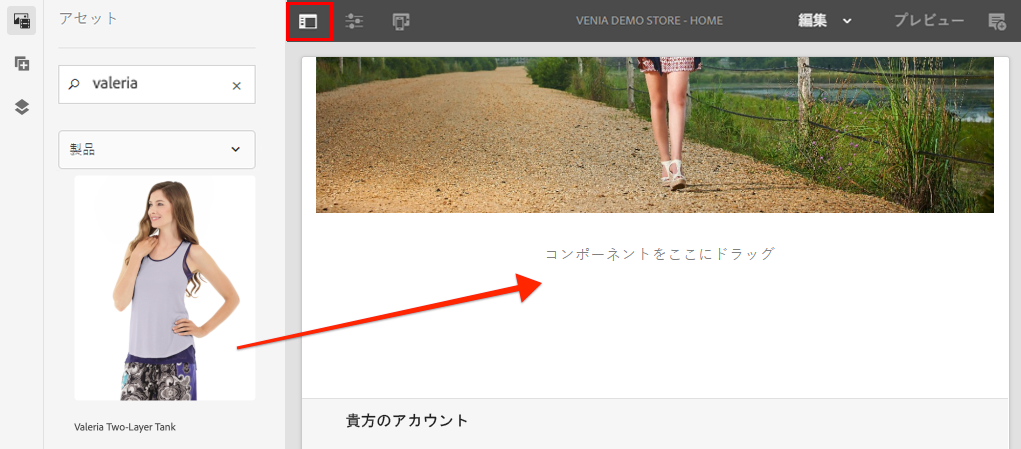 アセット
valeria
製品
Valeria Two-Layer Tank
VENIA DEMO STORE - HOME
編集
プレビュー
コンポーネントをここにドラッグ
貴方のアカウント